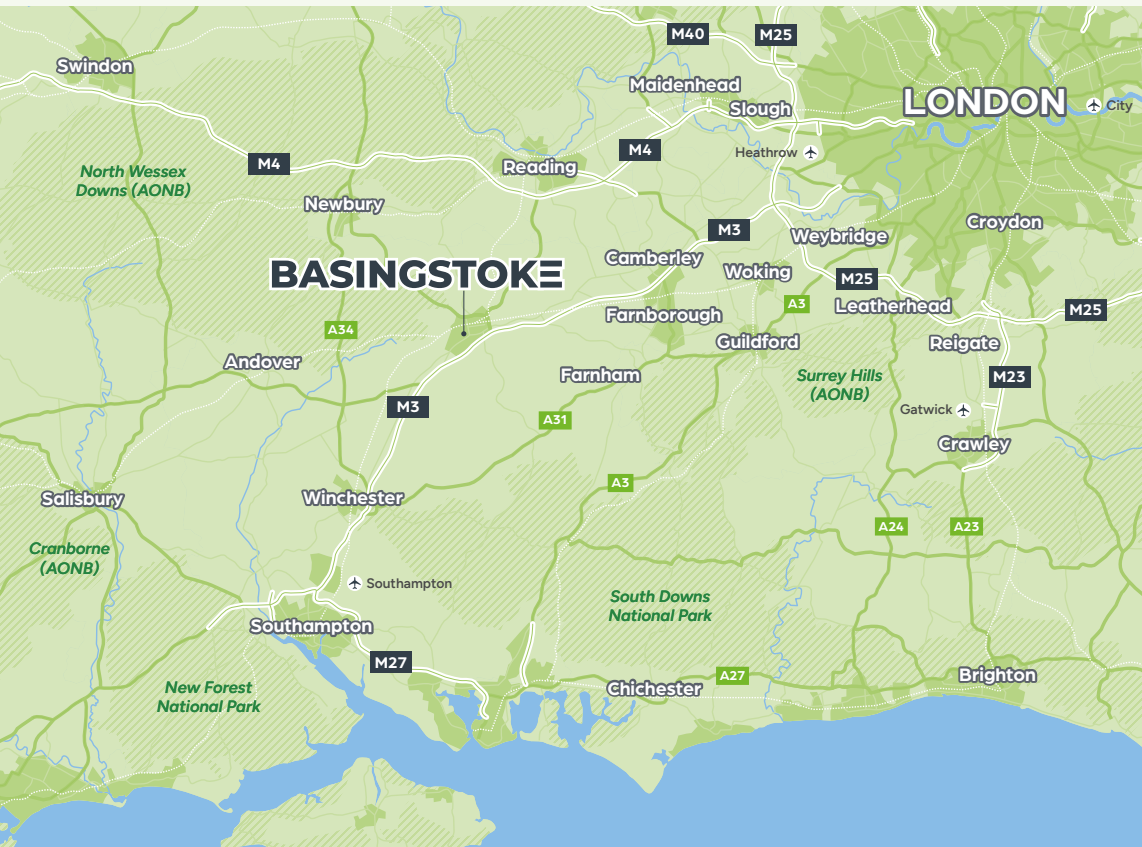 M40
M25
Swindon
Maidenhead
Slough
LONDON
City
Heathrow
M4
M4
Reading
North Wessex
Downs (AONB)
Newbury
Croydon
M3
Weybridge
Camberley
Woking
BASINGSTOKE
M25
A3
Leatherhead
M25
Farnborough
A34
Guildford
Reigate
Andover
Farnham
Surrey Hills
(AONB)
M23
M3
Gatwick
A31
Crawley
A3
Salisbury
Winchester
A24
A23
Cranborne
(AONB)
Southampton
South Downs
National Park
Southampton
M27
A27
Brighton
New Forest
National Park
Chichester